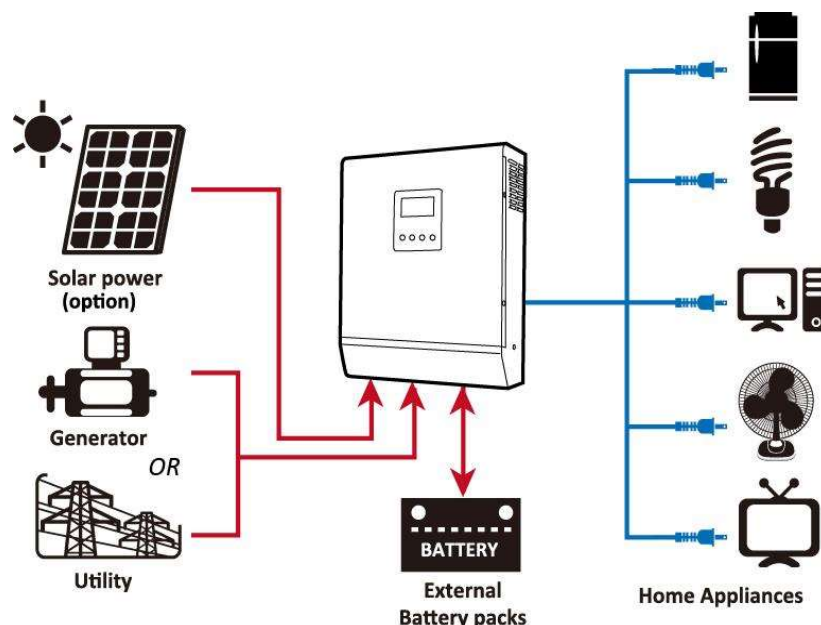 Solar power
(option)
Generator
OR
Utility
BATTERY
External
Battery packs
Home Appliances